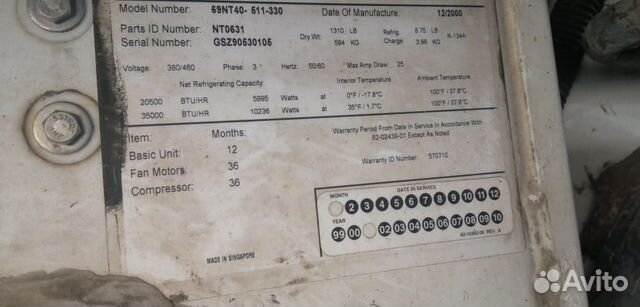 Model Number: 69NT40- 511-330 Date Of Manufacture: 12/2000
Parts ID Number: NT0631 Dry Wt: 1310 LB Refrig. 8.75 LB R-134A
Serial Number: GSZ90530105 594 KG Charge 3.96 KG
Voltage: 380/460 Phase: 3 Hertz: 50/60 Max Amp Draw: 25
Net Refrigerating Capacity: Interior Temperature Ambient Temperature
20500 BTU/HR 5995 Watts at 0°F/ -17.8°C 100°F/ 37.8°C
35000 BTU/HR 10236 Watts at 35°F/ 1.7°C 100°F/ 37.8°C
Item: Months: Warranty Period From Date In Service In Accordance With
62-02439-01 Except As Noted
Basic Unit: 12
Fan Motors: 36 Warranty ID Number: 570710
Compressor: 36
MONTH DATE IN SERVICE
2 3 4 5 6 7 8 9 10 11 12
YEAR
99 00 02 03 04 05 06 07 08 09 10
MADE IN SINGAPORE
REV. A
Avito